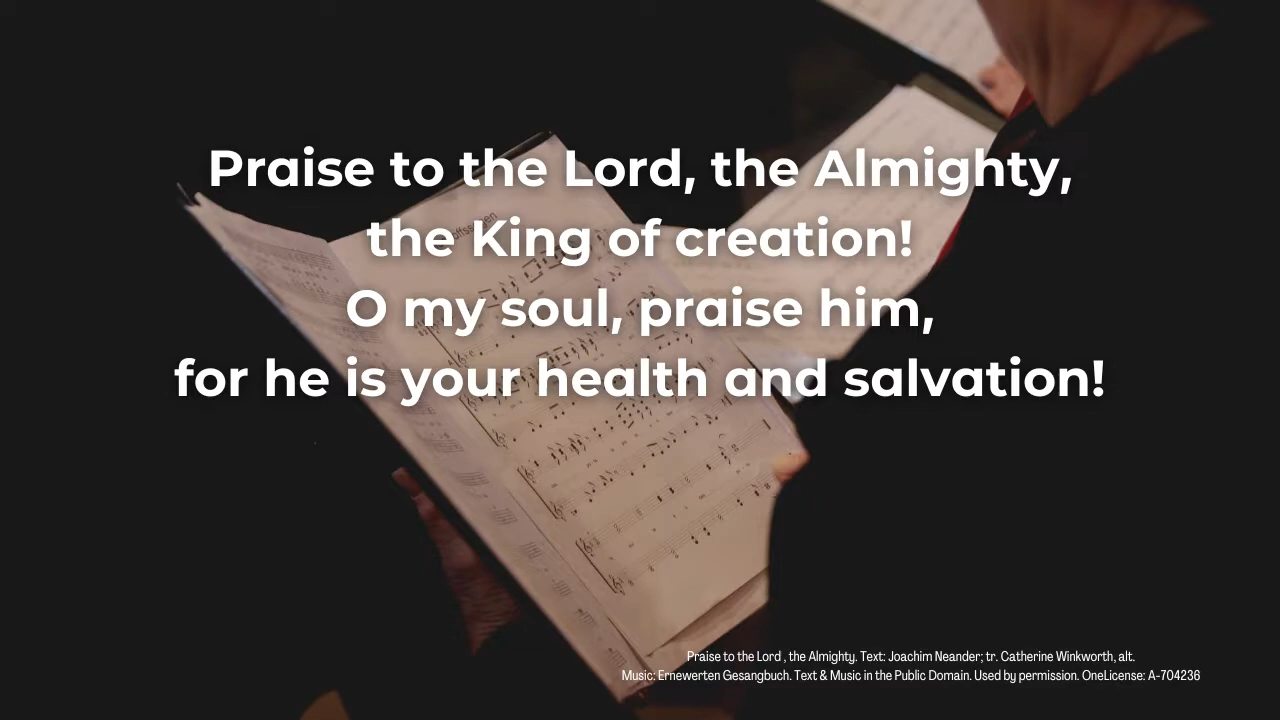 Praise to the Lord, the Almighty,
the King of creation!
O my soul, praise him,
for he is your health and salvation!
Praise to the Lord , the Almighty. Text: Joachim Neander; tr. Catherine Winkworth, alt.
Music: Ernewerten Gesangbuch. Text & Music in the Public Domain. Used by permission. OneLicense: A-704236